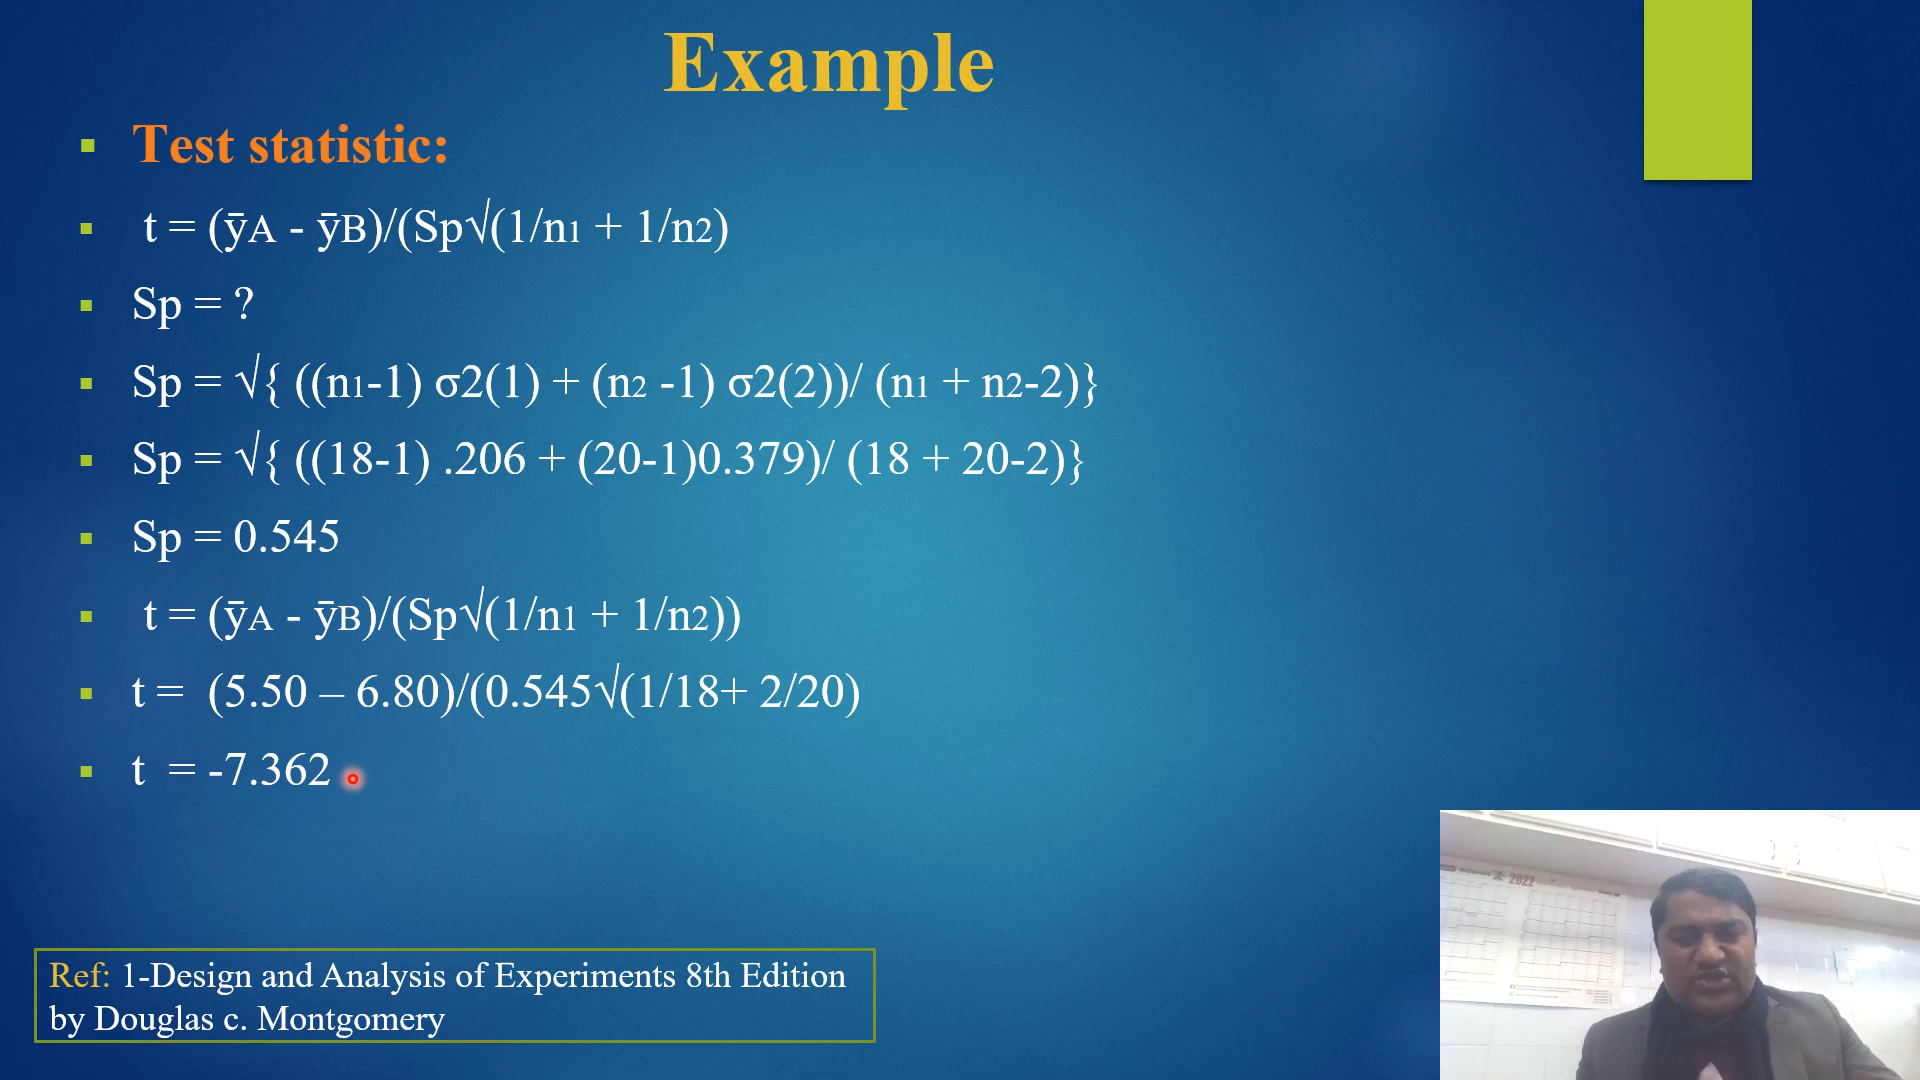 Example
Test statistic:
t = (ȳA - ȳB)/(Sp√(1/n1 + 1/n2)
Sp = ?
Sp = √{ ((n1-1) σ2(1) + (n2 -1) σ2(2))/ (n1 + n2-2)}
Sp = √{ ((18-1) .206 + (20-1)0.379)/ (18 + 20-2)}
Sp = 0.545
t = (ȳA - ȳB)/(Sp√(1/n1 + 1/n2))
t = (5.50 – 6.80)/(0.545√(1/18+ 2/20)
t = -7.362
Ref: 1-Design and Analysis of Experiments 8th Edition
by Douglas c. Montgomery
2022